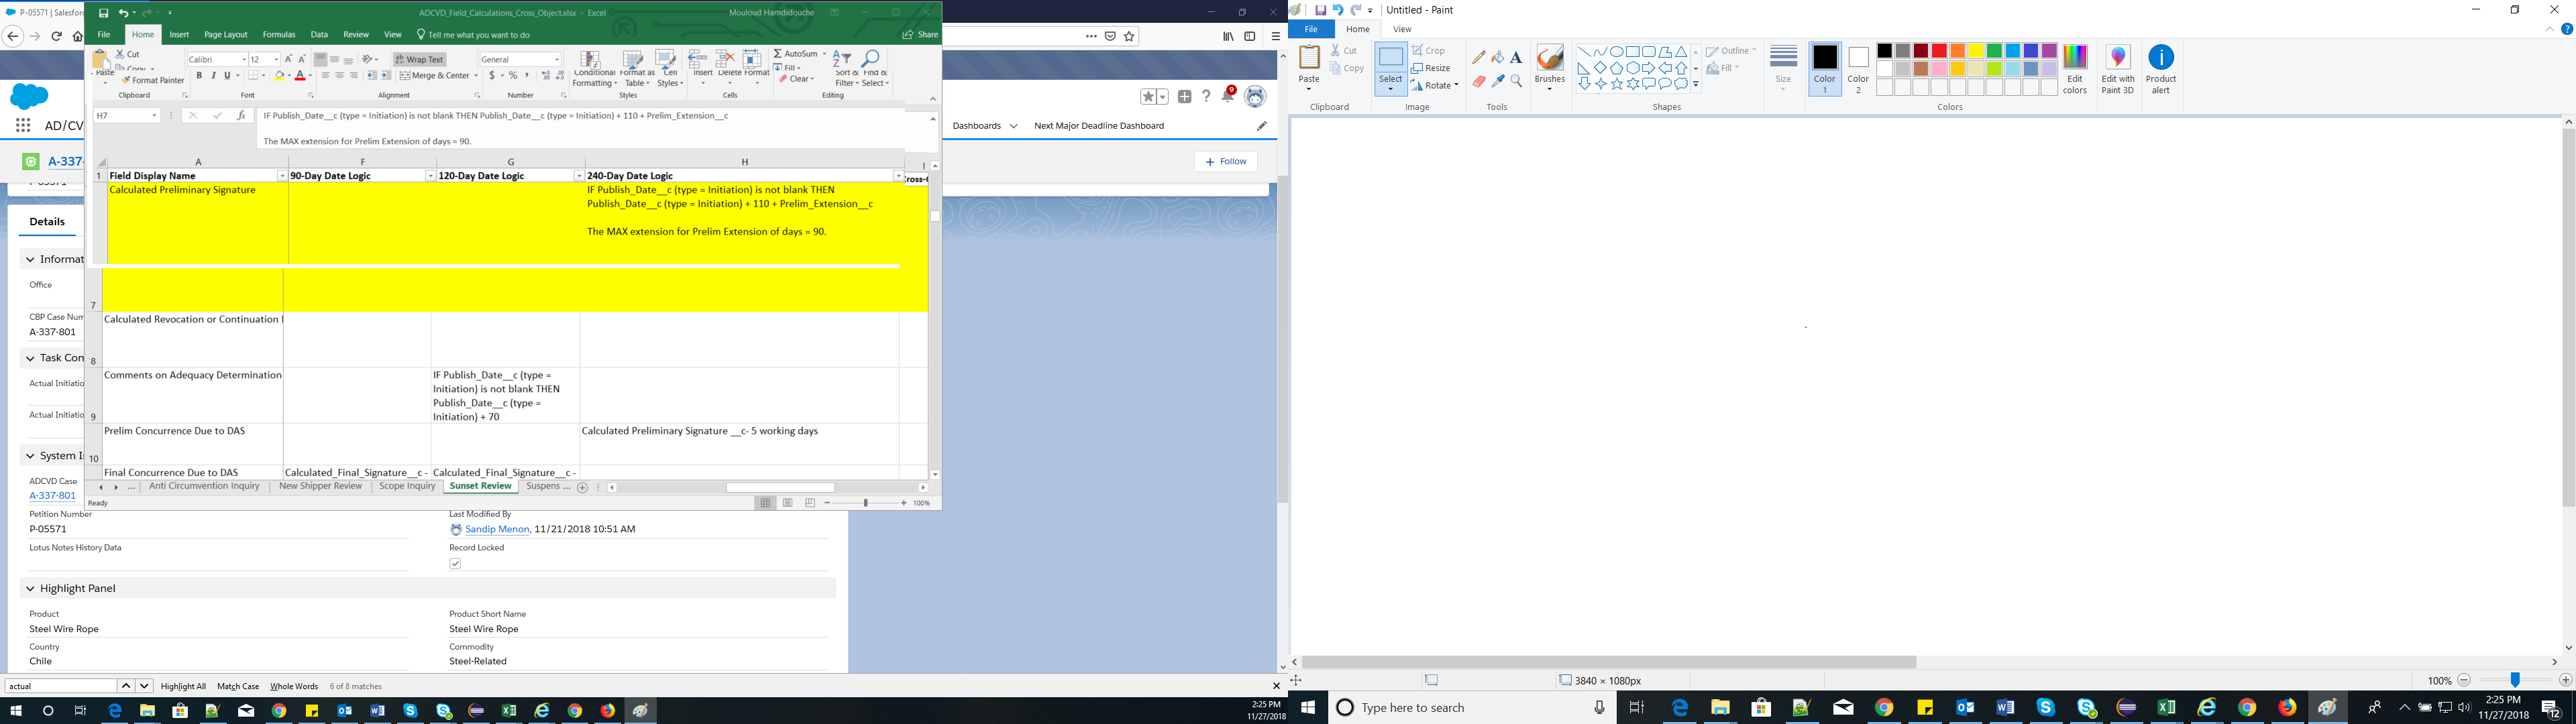 P-05571 | Salesforc
ADCVD_Field_Calculations_Cross_Object.xlsx - Excel
Mouloud Hamdidouche
File Home Insert Page Layout Formulas Data Review View Tell me what you want to do Share
Paste
Cut
Copy
Format Painter
Clipboard
Calibri 12
B I U
Font
Wrap Text
Merge & Center
Alignment
General
$ % ,
Number
Conditional Formatting
Format as Table
Cell Styles
Styles
Insert Delete Format
Cells
AutoSum
Fill
Clear
Sort & Filter
Find & Select
Editing
H7
fx
IF Publish_Date__c (type = Initiation) is not blank THEN Publish_Date__c (type = Initiation) + 110 + Prelim_Extension__c
The MAX extension for Prelim Extension of days = 90.
A F G H I
1 Field Display Name 90-Day Date Logic 120-Day Date Logic 240-Day Date Logic
Calculated Preliminary Signature
IF Publish_Date__c (type = Initiation) is not blank THEN
Publish_Date__c (type = Initiation) + 110 + Prelim_Extension__c
The MAX extension for Prelim Extension of days = 90.
7
Calculated Revocation or Continuation
8
Comments on Adequacy Determination
IF Publish_Date__c (type =
Initiation) is not blank THEN
Publish_Date__c (type =
Initiation) + 70
9
Prelim Concurrence Due to DAS
Calculated Preliminary Signature __c- 5 working days
10
Final Concurrence Due to DAS Calculated_Final_Signature__c - Calculated_Final_Signature__c -
... Anti Circumvention Inquiry New Shipper Review Scope Inquiry Sunset Review Suspens ...
Ready
100%
AD/CV
A-337-
P-05571
Details
Informat
Office
CBP Case Num
A-337-801
Task Com
Actual Initiatio
Actual Initiatio
System I
ADCVD Case
A-337-801
Petition Number
P-05571
Lotus Notes History Data
Last Modified By
Sandip Menon, 11/21/2018 10:51 AM
Record Locked
Highlight Panel
Product
Steel Wire Rope
Product Short Name
Steel Wire Rope
Country
Chile
Commodity
Steel-Related
9
Dashboards Next Major Deadline Dashboard
+ Follow
actual
Highlight All Match Case Whole Words 6 of 8 matches
2:25 PM
11/27/2018
Untitled - Paint
File Home View
Paste
Cut
Copy
Clipboard
Select
Crop
Resize
Rotate
Image
A
Tools
Brushes
Outline
Fill
Shapes
Size
Color 1
Color 2
Edit colors
Colors
Edit with Paint 3D
Product alert
3840 × 1080px
100%
Type here to search
2:25 PM
11/27/2018
12